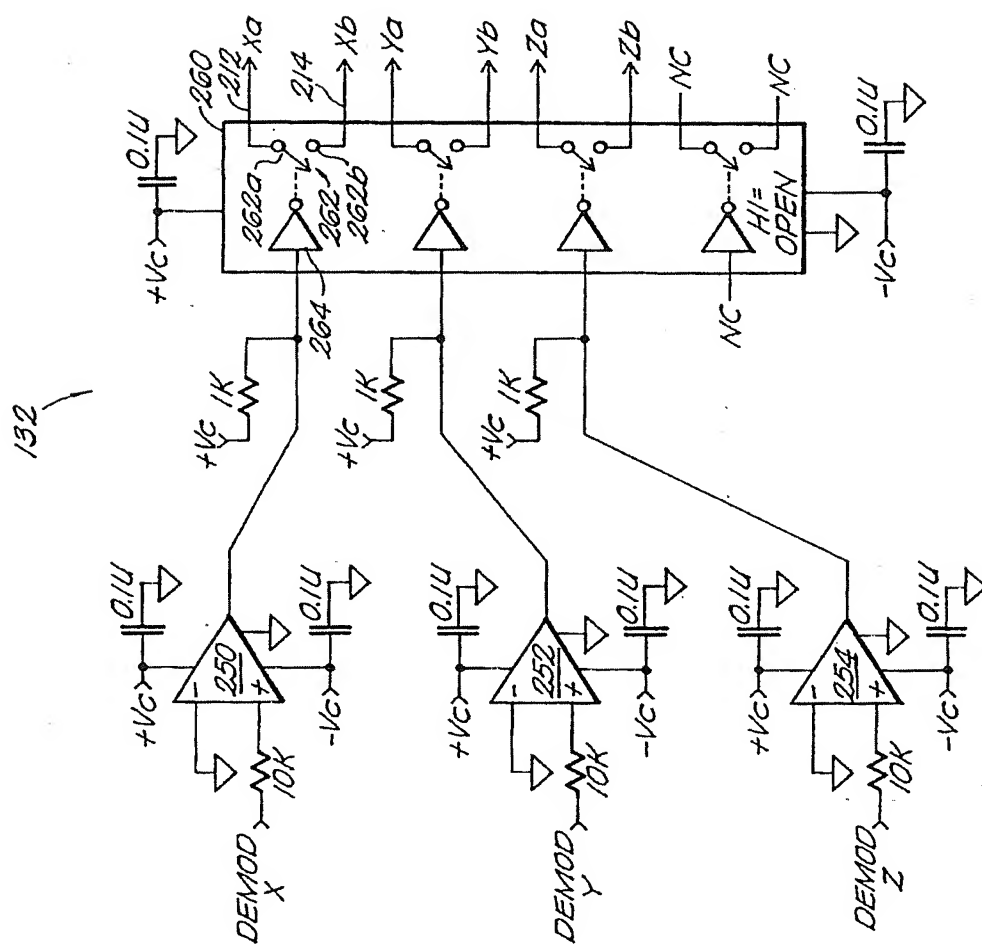 132
+Vc
0.1U
260
212
Xa
262a
262
262b
Xb
214
264
Ya
Yb
Za
Zb
NC
NC
NC
HI=
OPEN
-Vc
0.1U
+Vc
1K
+Vc
1K
+Vc
1K
+Vc
0.1U
-
250
+
-Vc
0.1U
10K
DEMOD
X
+Vc
0.1U
-
252
+
-Vc
0.1U
10K
DEMOD
Y
+Vc
0.1U
-
254
+
-Vc
0.1U
10K
DEMOD
Z